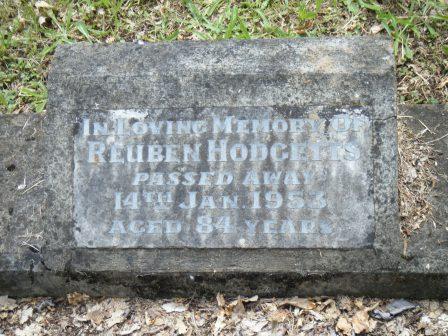 IN LOVING MEMORY OF
REUBEN HODGETTS
PASSED AWAY
14TH JAN. 1953
AGED 84 YEARS